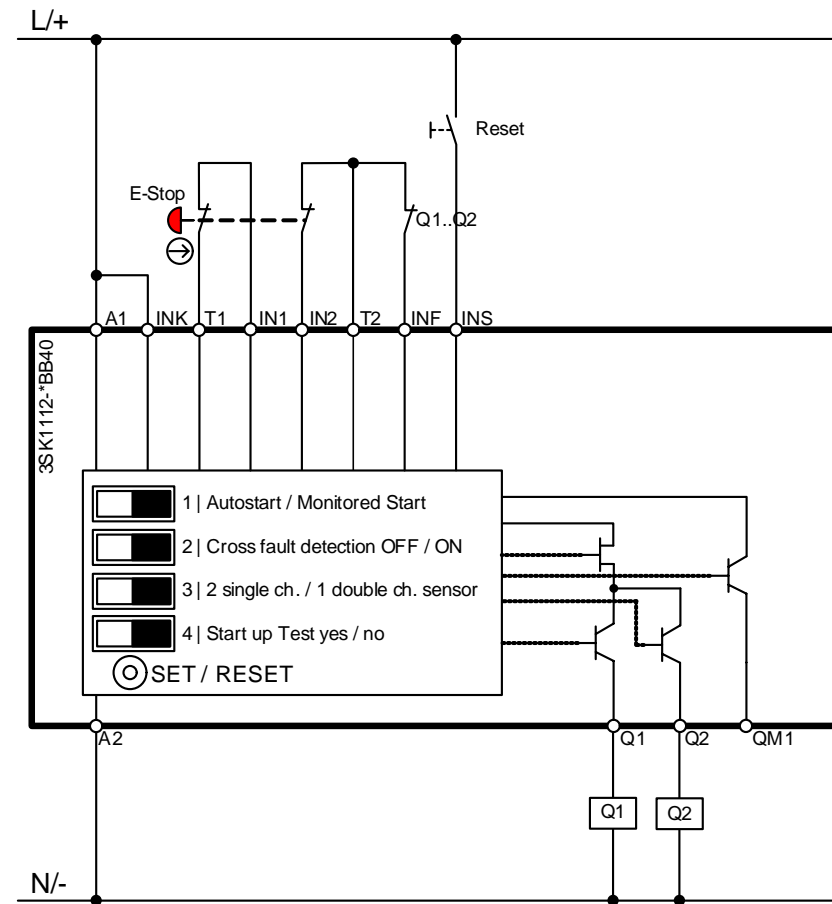 L/+
Reset
E-Stop
Q1..Q2
A1 INK T1 IN1 IN2 T2 INF INS
3SK1112-*BB40
1 | Autostart / Monitored Start
2 | Cross fault detection OFF / ON
3 | 2 single ch. / 1 double ch. sensor
4 | Start up Test yes / no
SET / RESET
A2 Q1 Q2 QM1
Q1 Q2
N/-